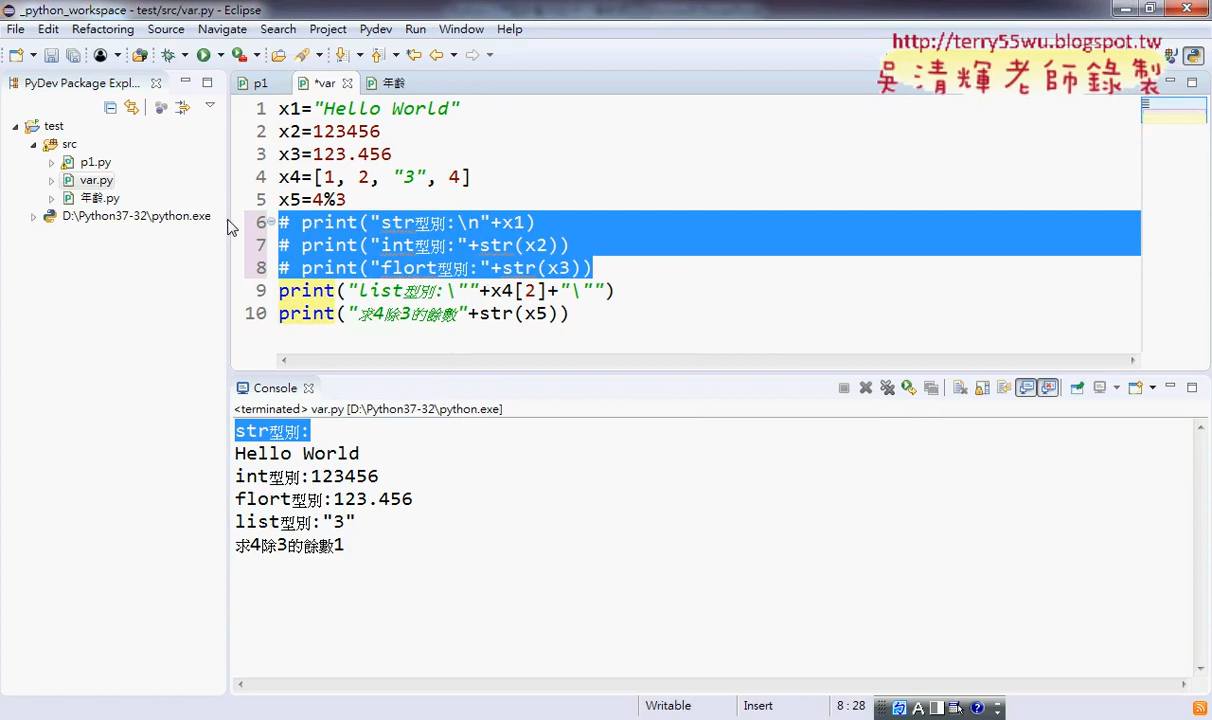 _python_workspace - test/src/var.py - Eclipse
File Edit Refactoring Source Navigate Search Project Pydev Run Window Help
http://terry55wu.blogspot.tw
吳清輝老師錄製
PyDev Package Expl...
p1 *var 年齡
test
src
p1.py
var.py
年齡.py
D:\Python37-32\python.exe
1 x1="Hello World"
2 x2=123456
3 x3=123.456
4 x4=[1, 2, "3", 4]
5 x5=4%3
6 # print("str型別:\n"+x1)
7 # print("int型別:"+str(x2))
8 # print("flort型別:"+str(x3))
9 print("list型別:\""+x4[2]+"\"")
10 print("求4除3的餘數"+str(x5))
Console
<terminated> var.py [D:\Python37-32\python.exe]
str型別:
Hello World
int型別:123456
flort型別:123.456
list型別:"3"
求4除3的餘數1
Writable Insert 8 : 28